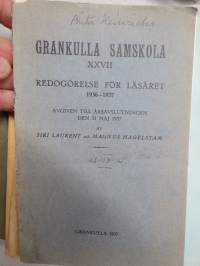 GRANKULLA SAMSKOLA
XXVII
REDOGÖRELSE FÖR LÄSÅRET
1936–1937
AVGIVEN TILL ÅRSAVSLUTNINGEN
DEN 31 MAJ 1937
AV
SIRI LAURENT OCH MAGNUS HAGELSTAM
GRANKULLA 1937